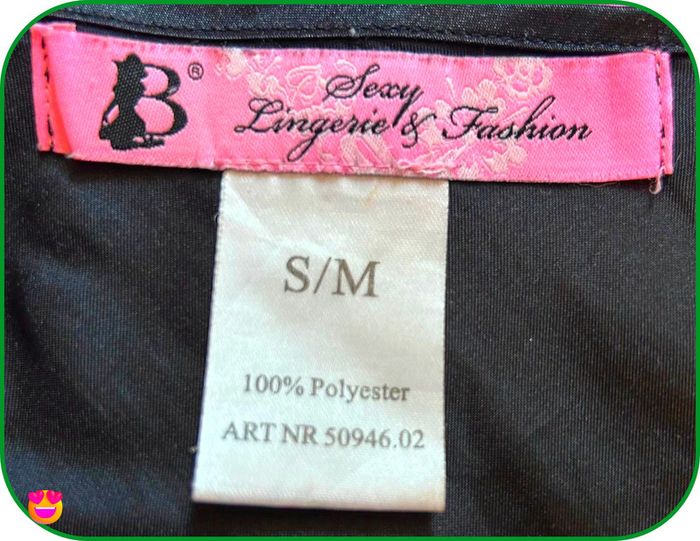 B®
Sexy
Lingerie & Fashion
S/M
100% Polyester
ART NR 50946.02